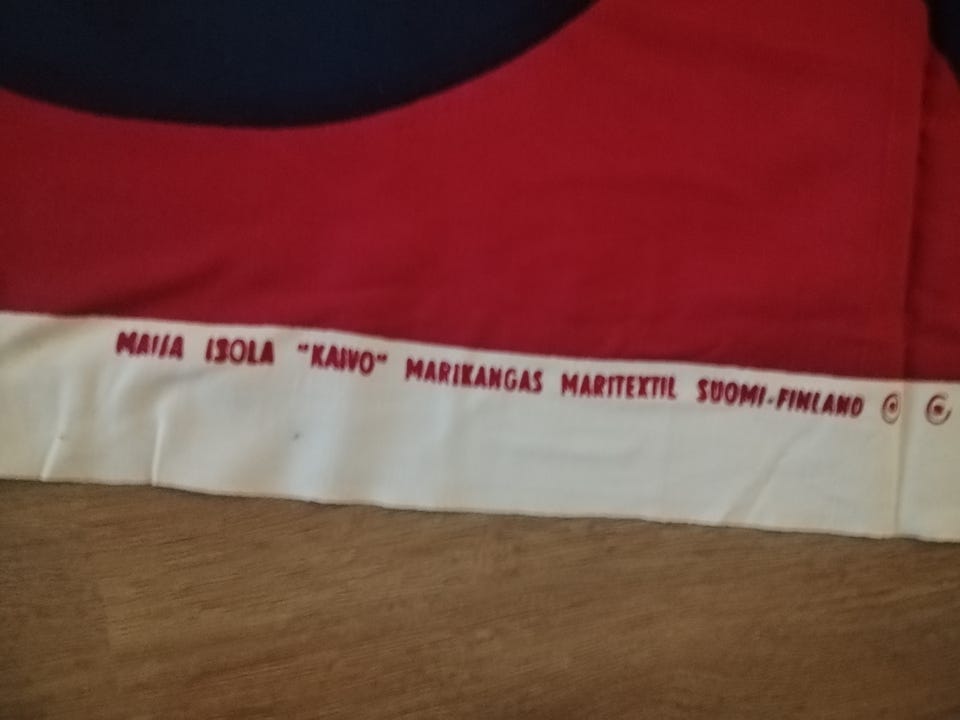 MAIJA ISOLA "KAIVO" MARIKANGAS MARITEXTIL SUOMI-FINLAND